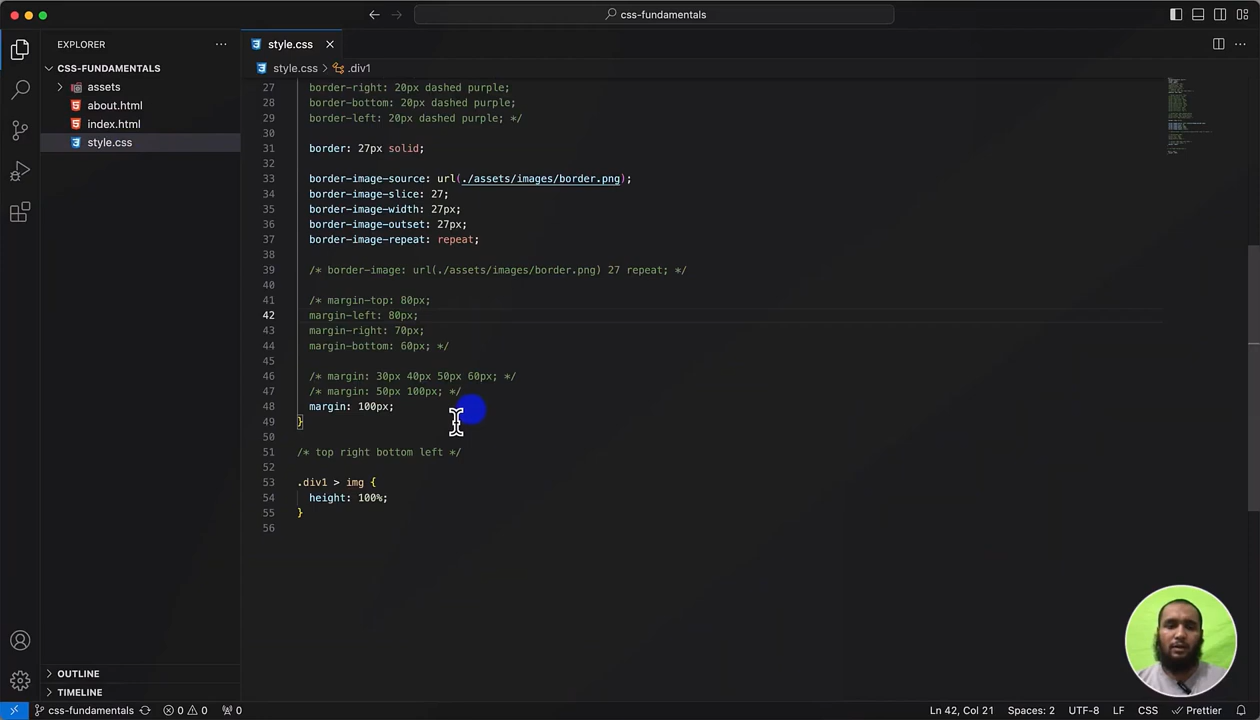 css-fundamentals
EXPLORER
style.css
CSS-FUNDAMENTALS
style.css > .div1
assets
about.html
index.html
style.css
27 border-right: 20px dashed purple;
28 border-bottom: 20px dashed purple;
29 border-left: 20px dashed purple; */
30
31 border: 27px solid;
32
33 border-image-source: url(./assets/images/border.png);
34 border-image-slice: 27;
35 border-image-width: 27px;
36 border-image-outset: 27px;
37 border-image-repeat: repeat;
38
39 /* border-image: url(./assets/images/border.png) 27 repeat; */
40
41 /* margin-top: 80px;
42 margin-left: 80px;
43 margin-right: 70px;
44 margin-bottom: 60px; */
45
46 /* margin: 30px 40px 50px 60px; */
47 /* margin: 50px 100px; */
48 margin: 100px;
49 }
50
51 /* top right bottom left */
52
53 .div1 > img {
54 height: 100%;
55 }
56
OUTLINE
TIMELINE
css-fundamentals 0 0 0 Ln 42, Col 21 Spaces: 2 UTF-8 LF CSS Prettier